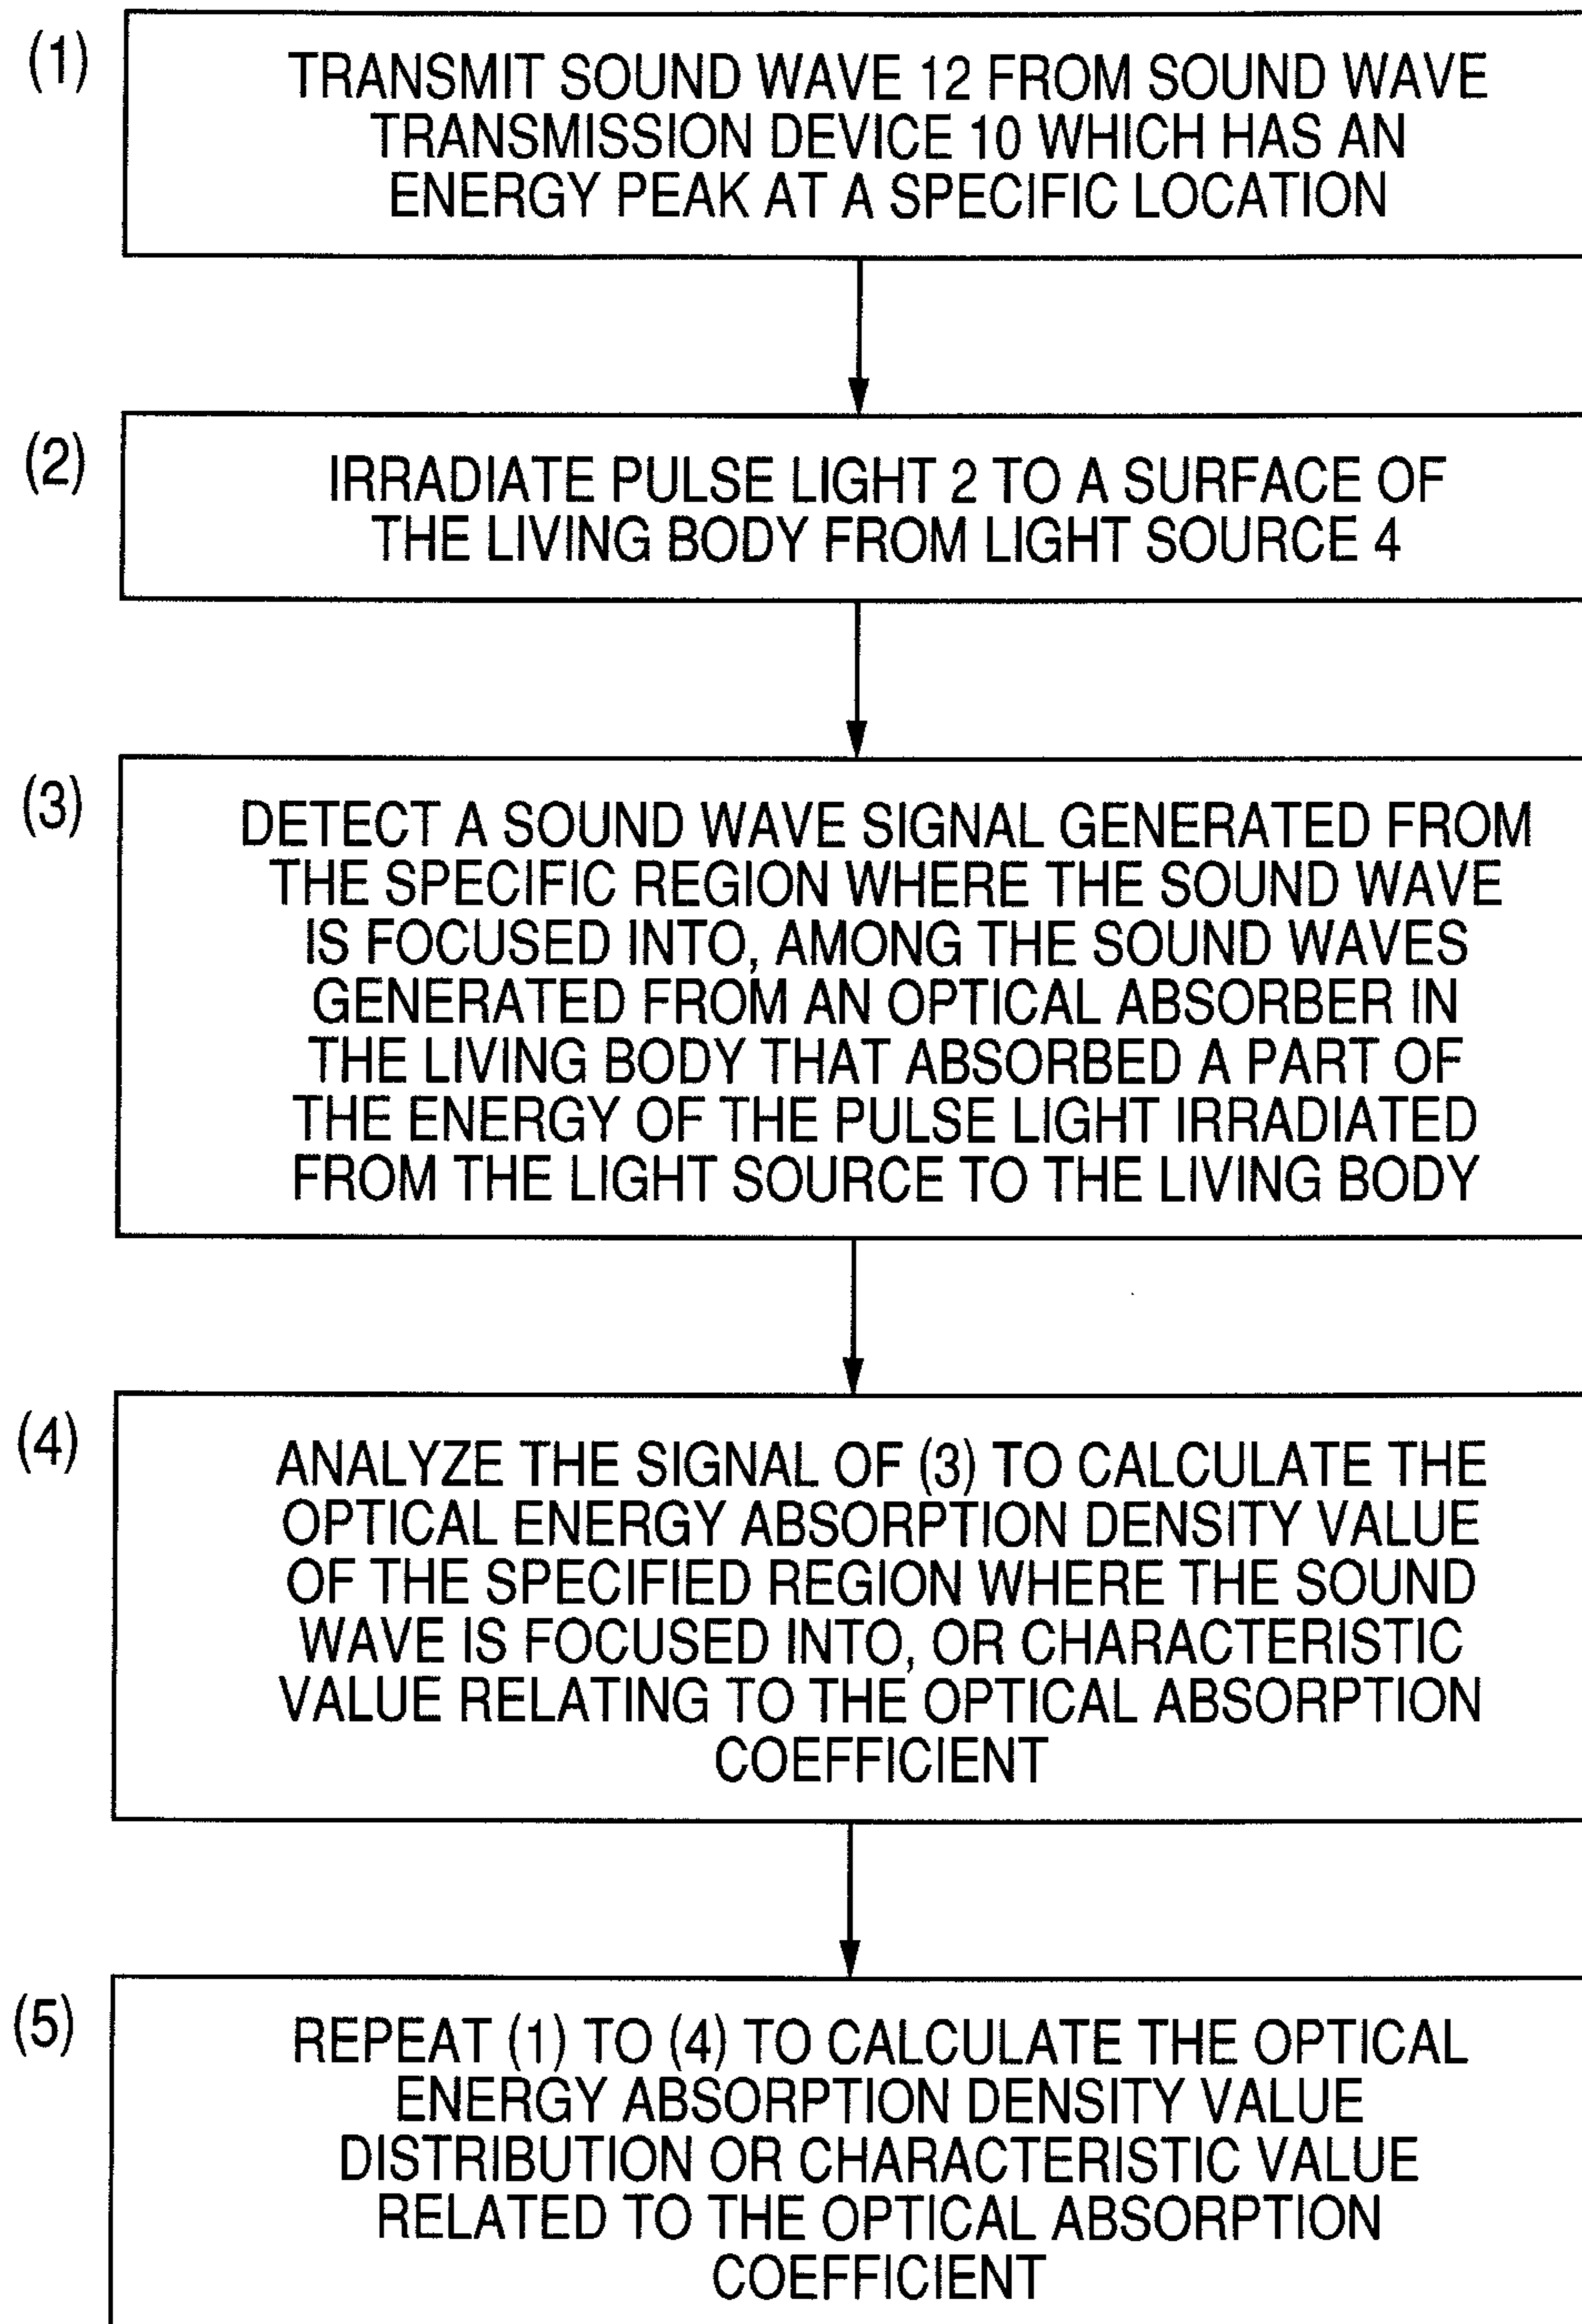 (1)
TRANSMIT SOUND WAVE 12 FROM SOUND WAVE
TRANSMISSION DEVICE 10 WHICH HAS AN
ENERGY PEAK AT A SPECIFIC LOCATION
(2)
IRRADIATE PULSE LIGHT 2 TO A SURFACE OF
THE LIVING BODY FROM LIGHT SOURCE 4
(3)
DETECT A SOUND WAVE SIGNAL GENERATED FROM
THE SPECIFIC REGION WHERE THE SOUND WAVE
IS FOCUSED INTO, AMONG THE SOUND WAVES
GENERATED FROM AN OPTICAL ABSORBER IN
THE LIVING BODY THAT ABSORBED A PART OF
THE ENERGY OF THE PULSE LIGHT IRRADIATED
FROM THE LIGHT SOURCE TO THE LIVING BODY
(4)
ANALYZE THE SIGNAL OF (3) TO CALCULATE THE
OPTICAL ENERGY ABSORPTION DENSITY VALUE
OF THE SPECIFIED REGION WHERE THE SOUND
WAVE IS FOCUSED INTO, OR CHARACTERISTIC
VALUE RELATING TO THE OPTICAL ABSORPTION
COEFFICIENT
(5)
REPEAT (1) TO (4) TO CALCULATE THE OPTICAL
ENERGY ABSORPTION DENSITY VALUE
DISTRIBUTION OR CHARACTERISTIC VALUE
RELATED TO THE OPTICAL ABSORPTION
COEFFICIENT